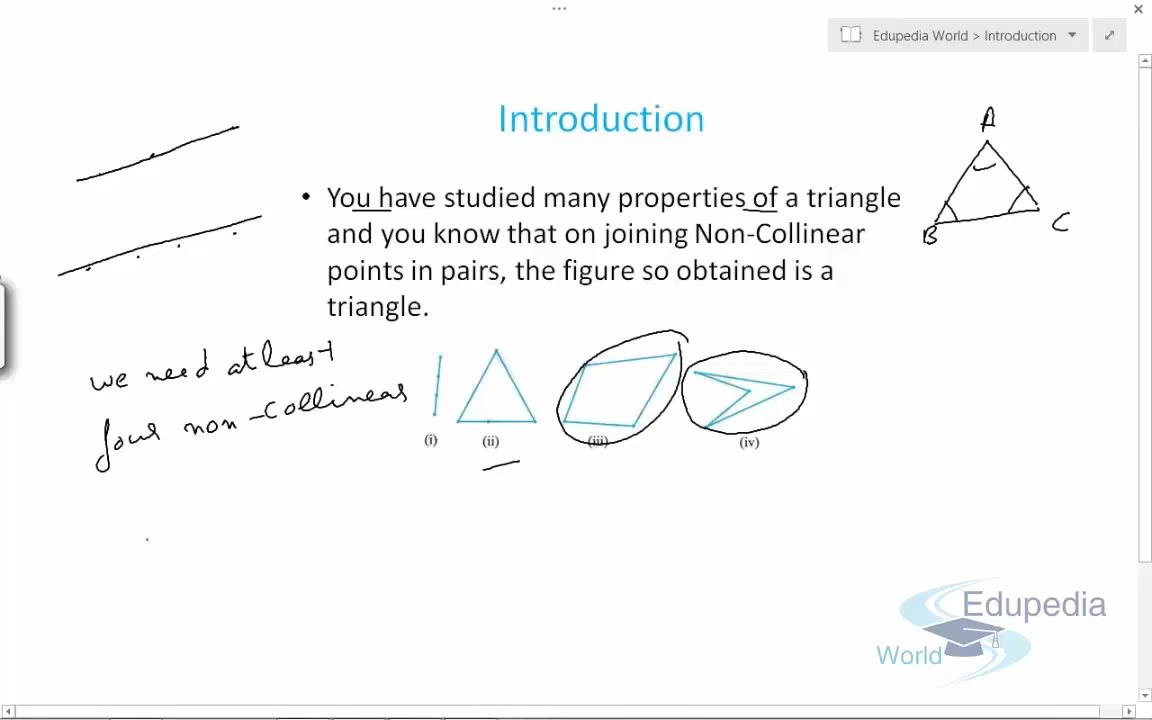 Edupedia World > Introduction
Introduction
A
B
C
• You have studied many properties of a triangle
and you know that on joining Non-Collinear
points in pairs, the figure so obtained is a
triangle.
we need atleast
four non-collinear
(i)
(ii)
(iii)
(iv)
Edupedia
World